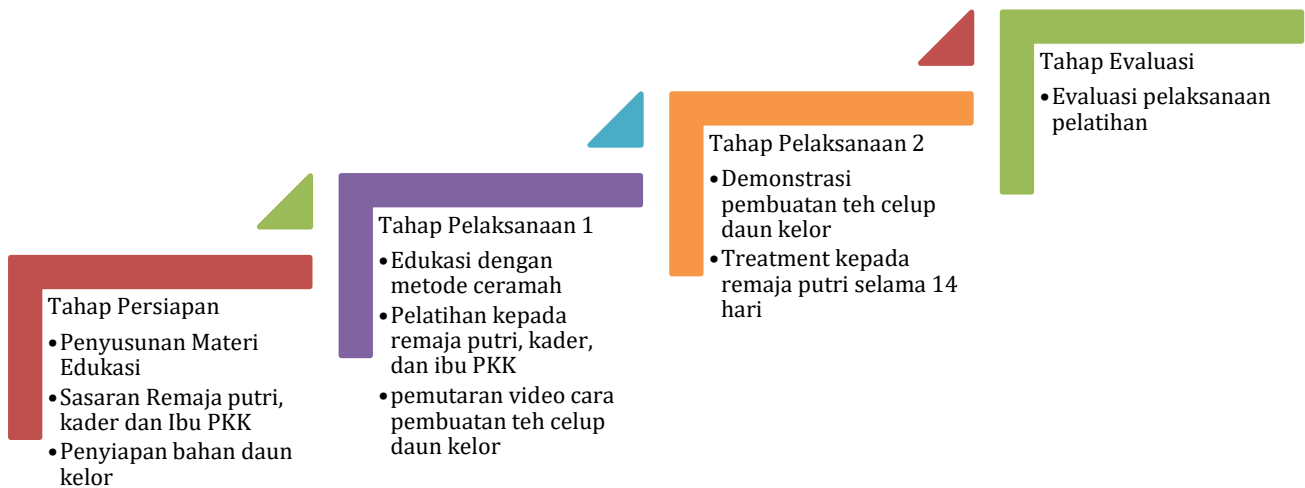 Tahap Persiapan
•Penyusunan Materi
Edukasi
•Sasaran Remaja putri,
kader dan Ibu PKK
•Penyiapan bahan daun
kelor
Tahap Pelaksanaan 1
•Edukasi dengan
metode ceramah
•Pelatihan kepada
remaja putri, kader,
dan ibu PKK
•pemutaran video cara
pembuatan teh celup
daun kelor
Tahap Pelaksanaan 2
•Demonstrasi
pembuatan teh celup
daun kelor
•Treatment kepada
remaja putri selama 14
hari
Tahap Evaluasi
•Evaluasi pelaksanaan
pelatihan